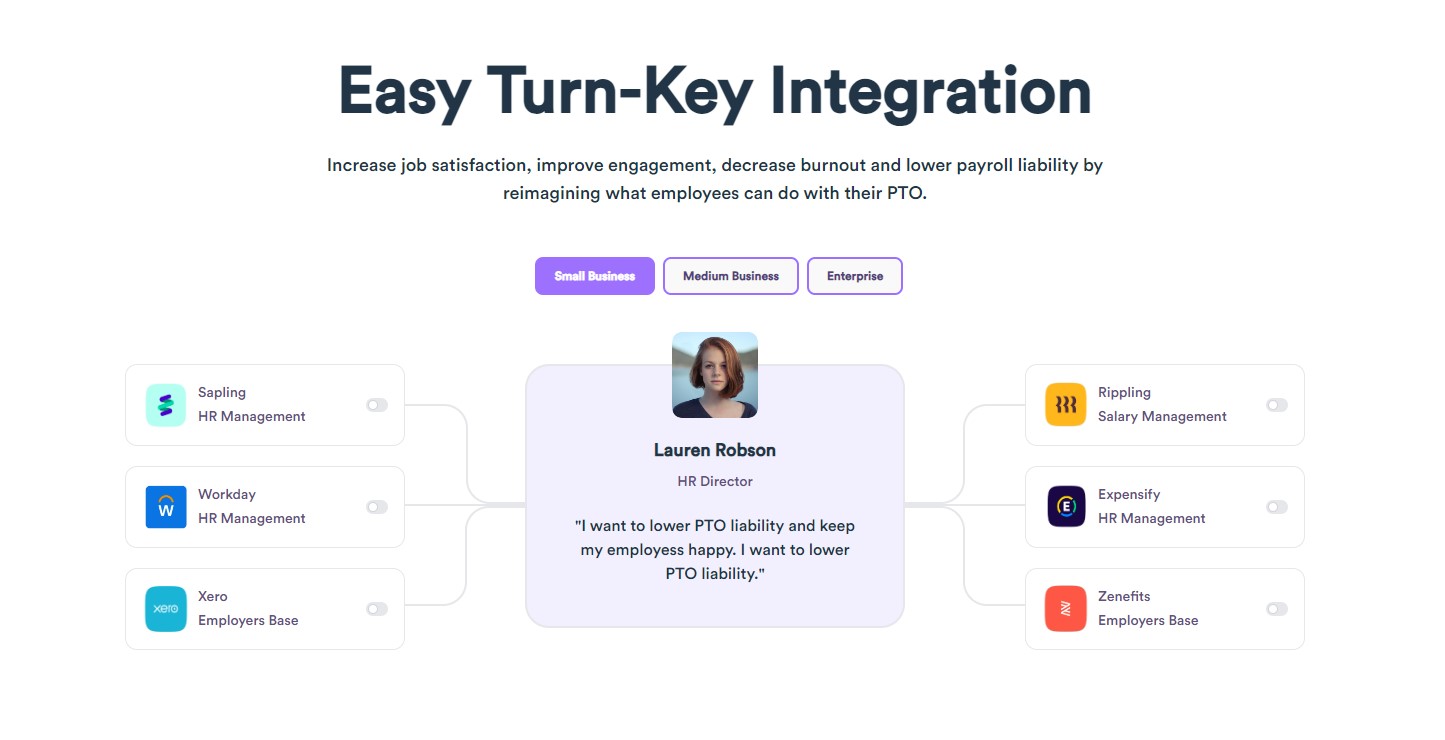 Easy Turn-Key Integration
Increase job satisfaction, improve engagement, decrease burnout and lower payroll liability by
reimagining what employees can do with their PTO.
Small Business
Medium Business
Enterprise
Sapling
HR Management
W
Workday
HR Management
xero
Xero
Employers Base
Lauren Robson
HR Director
"I want to lower PTO liability and keep
my employess happy. I want to lower
PTO liability."
Rippling
Salary Management
E
Expensify
HR Management
Zenefits
Employers Base